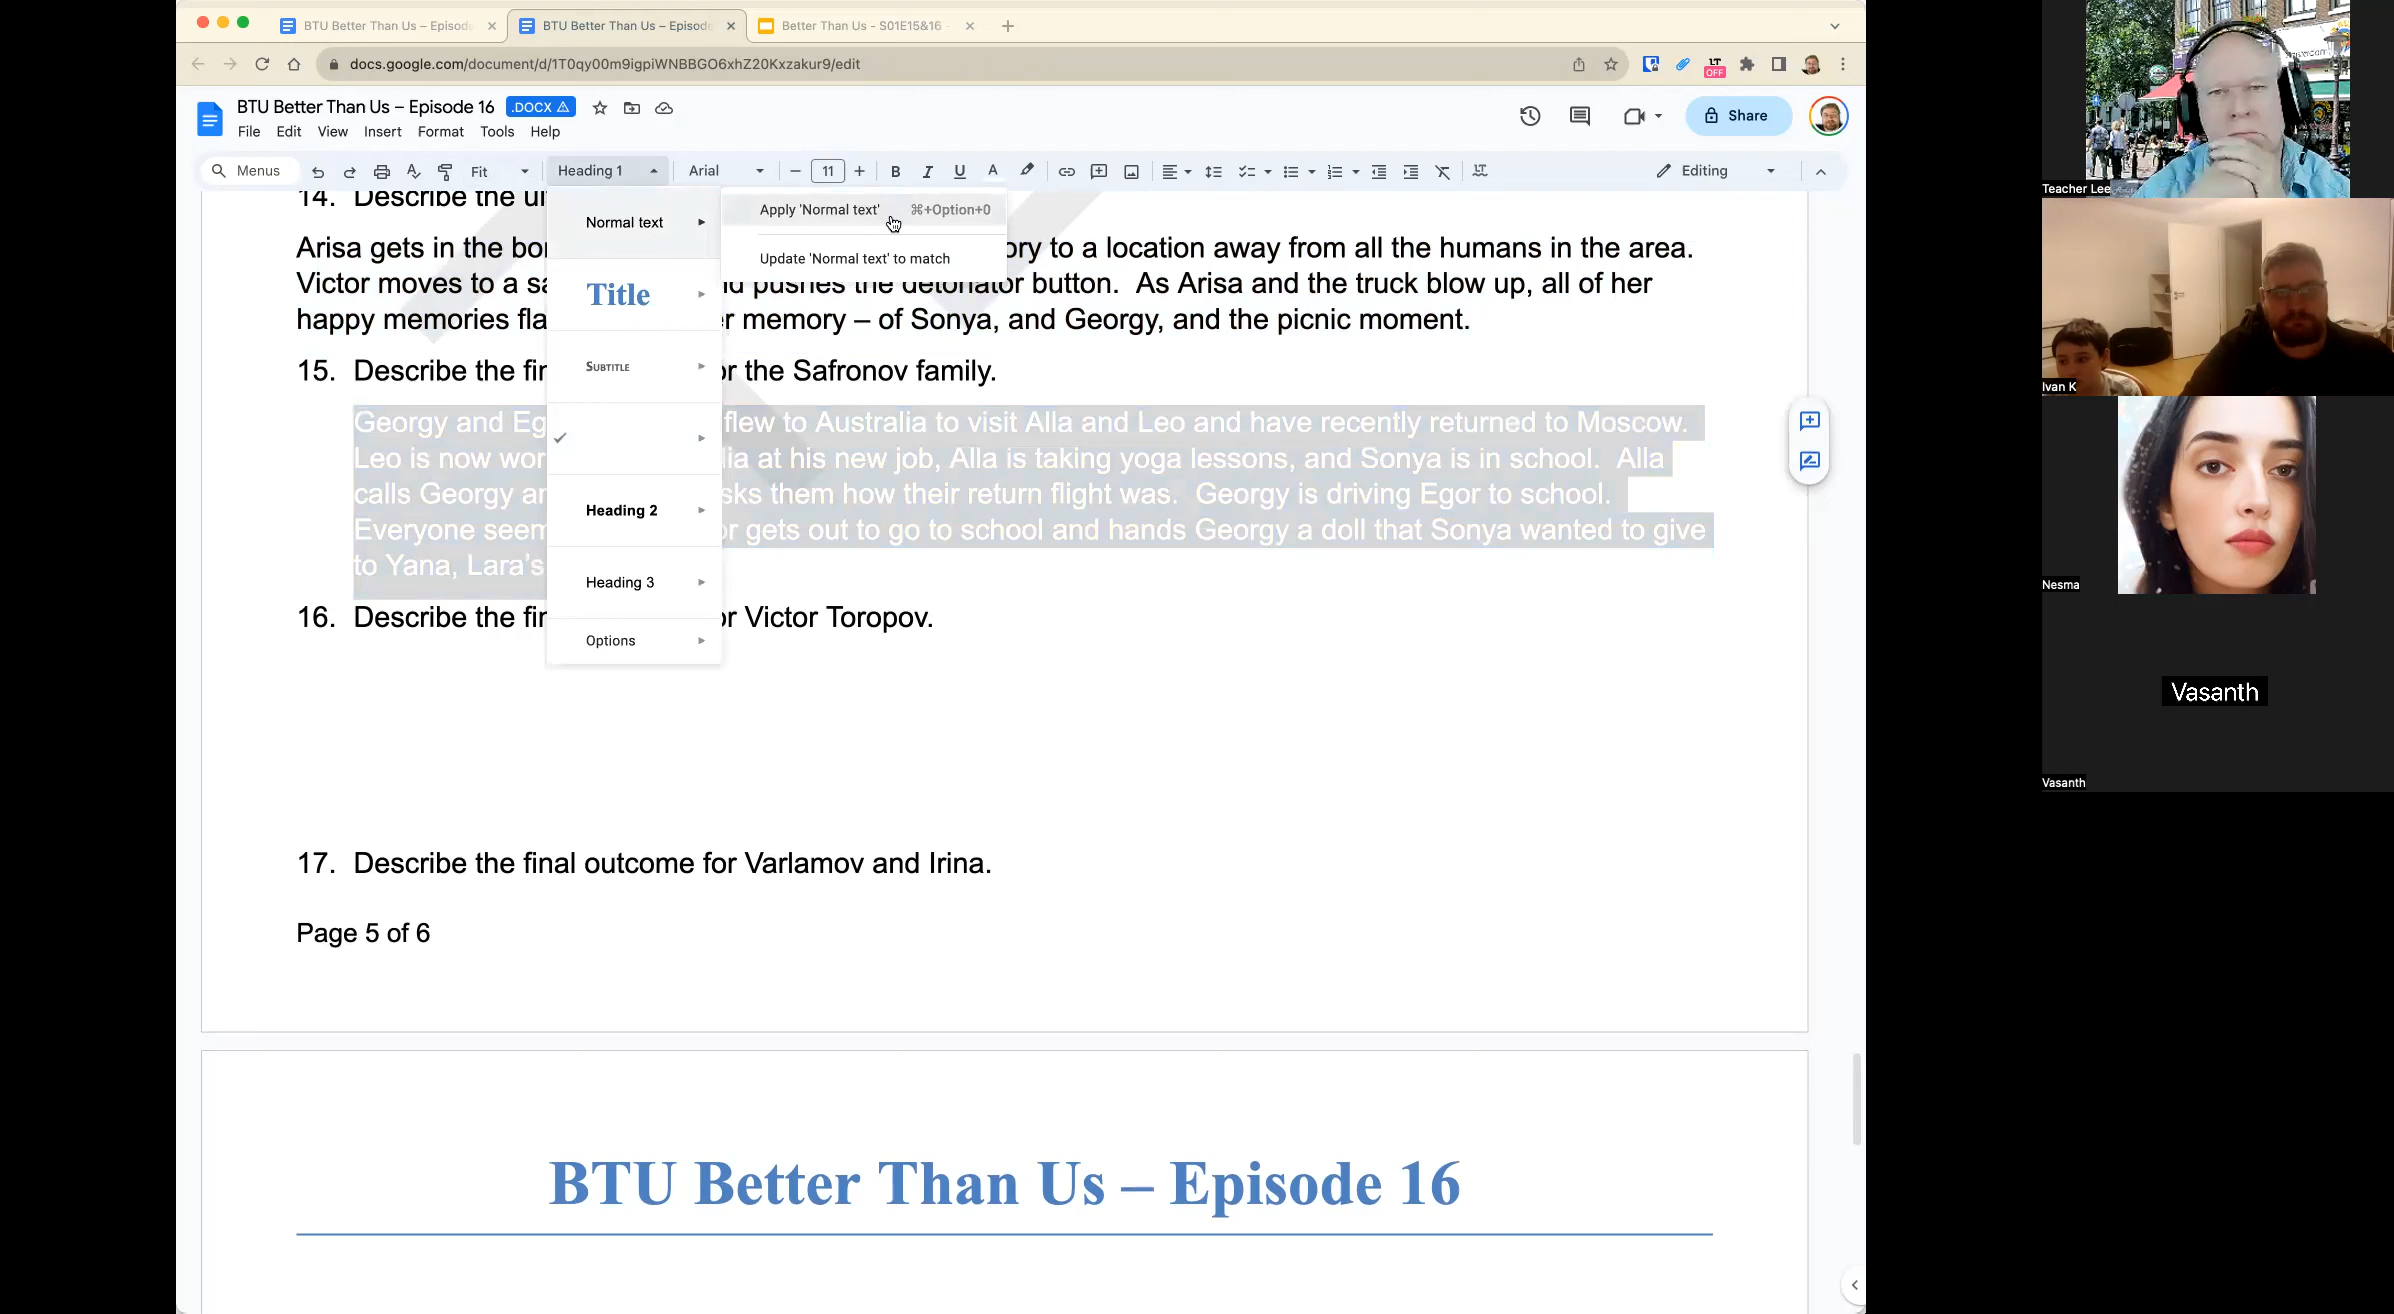 BTU Better Than Us – Episode
BTU Better Than Us – Episode
Better Than Us - S01E15&16 -
docs.google.com/document/d/1T0qy00m9igpiWNBBGO6xhZ20Kxzakur9/edit
LT
OFF
BTU Better Than Us – Episode 16
.DOCX
File Edit View Insert Format Tools Help
Share
Menus
Fit
Heading 1
Arial
11
B I U A
Editing
14. Describe the
Normal text
Title
Subtitle
Heading 2
Heading 3
Options
Apply 'Normal text' ⌘+Option+0
Update 'Normal text' to match
Arisa gets in the ory to a location away from all the humans in the area.
Victor moves to a pushes the detonator button. As Arisa and the truck blow up, all of her
happy memories r memory – of Sonya, and Georgy, and the picnic moment.
15. Describe the or the Safronov family.
Georgy and Eg flew to Australia to visit Alla and Leo and have recently returned to Moscow.
Leo is now wor lia at his new job, Alla is taking yoga lessons, and Sonya is in school. Alla
calls Georgy sks them how their return flight was. Georgy is driving Egor to school.
Everyone seem or gets out to go to school and hands Georgy a doll that Sonya wanted to give
to Yana, Lara's
16. Describe the or Victor Toropov.
17. Describe the final outcome for Varlamov and Irina.
Page 5 of 6
BTU Better Than Us – Episode 16
Teacher Lee
Ivan K
Nesma
Vasanth
Vasanth